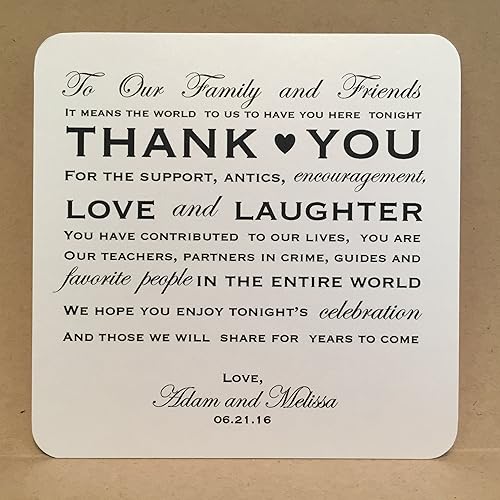 To Our Family and Friends
IT MEANS THE WORLD TO US TO HAVE YOU HERE TONIGHT
THANK ♥ YOU
FOR THE SUPPORT, ANTICS, encouragement,
LOVE and LAUGHTER
YOU HAVE CONTRIBUTED TO OUR LIVES, YOU ARE
OUR TEACHERS, PARTNERS IN CRIME, GUIDES AND
favorite people IN THE ENTIRE WORLD
WE HOPE YOU ENJOY TONIGHT'S celebration
AND THOSE WE WILL SHARE FOR YEARS TO COME
LOVE,
Adam and Melissa
06.21.16